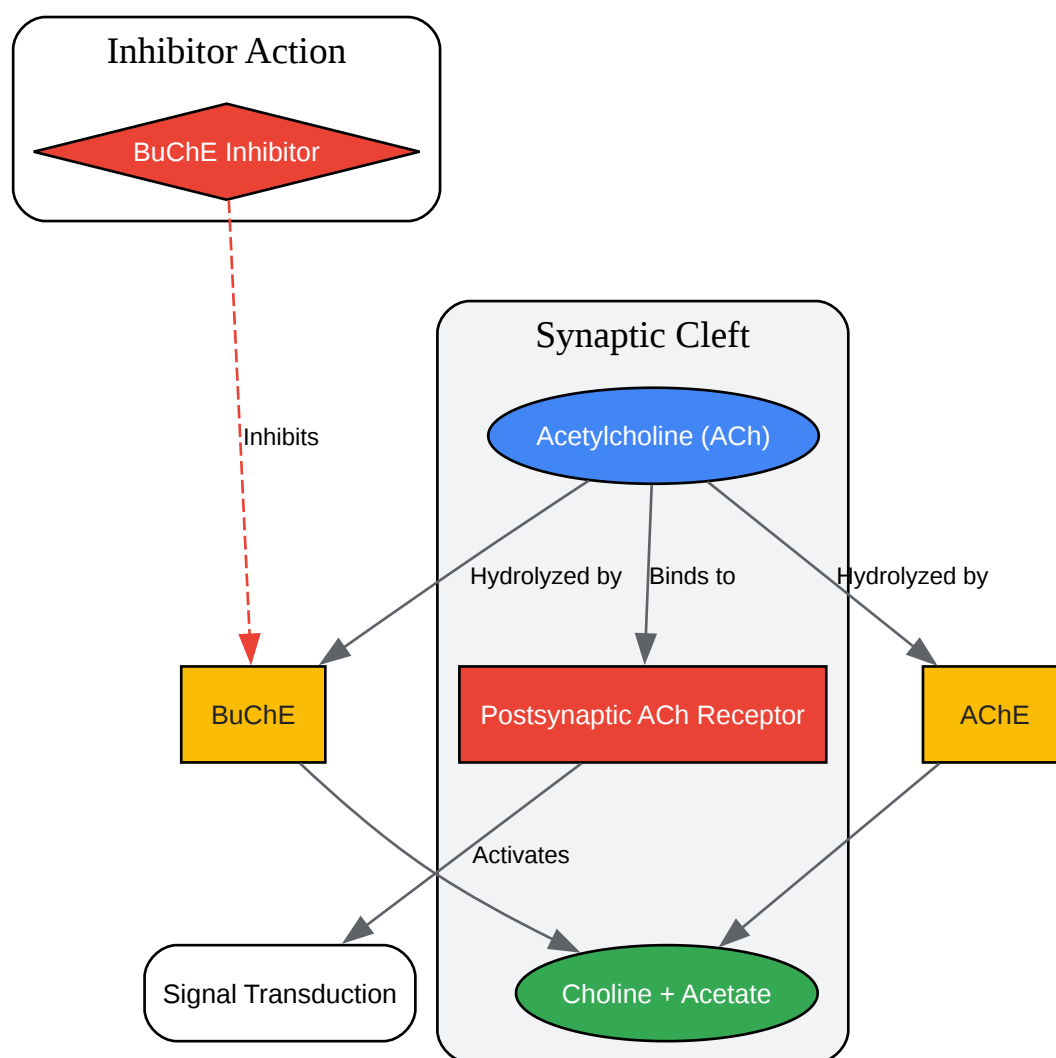 Inhibitor Action
BuChE Inhibitor
Inhibits
Synaptic Cleft
Acetylcholine (ACh)
Hydrolyzed by
Binds to
Hydrolyzed by
BuChE
Postsynaptic ACh Receptor
AChE
Activates
Signal Transduction
Choline + Acetate